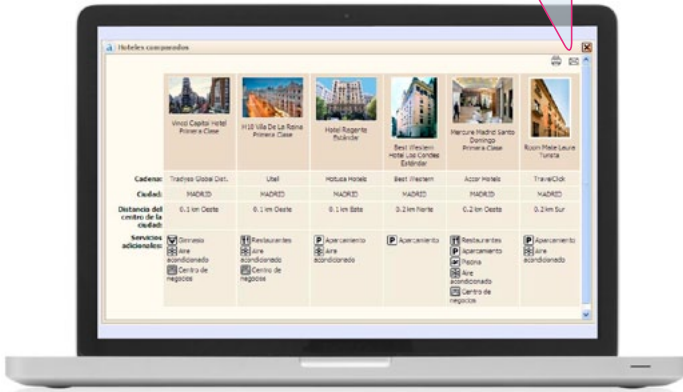 Hoteles comparados
Vincci Capitol Hotel
Primera Clase
H10 Villa De La Reina
Primera Clase
Hotel Regente
Estándar
Best Western
Hotel Los Condes
Estándar
Mercure Madrid Santo
Domingo
Primera Clase
Room Mate Laura
Turista
Cadena: Tradyso Global Dist. Utell Hotusa Hotels Best Western Accor Hotels TravelClick
Ciudad: MADRID MADRID MADRID MADRID MADRID MADRID
Distancia del
centro de la
ciudad:
0.1 km Oeste 0.1 km Oeste 0.1 km Este 0.2 km Norte 0.2 km Oeste 0.2 km Sur
Servicios
adicionales:
Gimnasio
Aire
acondicionado
Centro de
negocios
Restaurantes
Aire
acondicionado
Centro de
negocios
P Aparcamiento
Aire
acondicionado
P Aparcamiento
Restaurantes
P Aparcamiento
Piscina
Aire
acondicionado
Centro de
negocios
P Aparcamiento
Aire
acondicionado